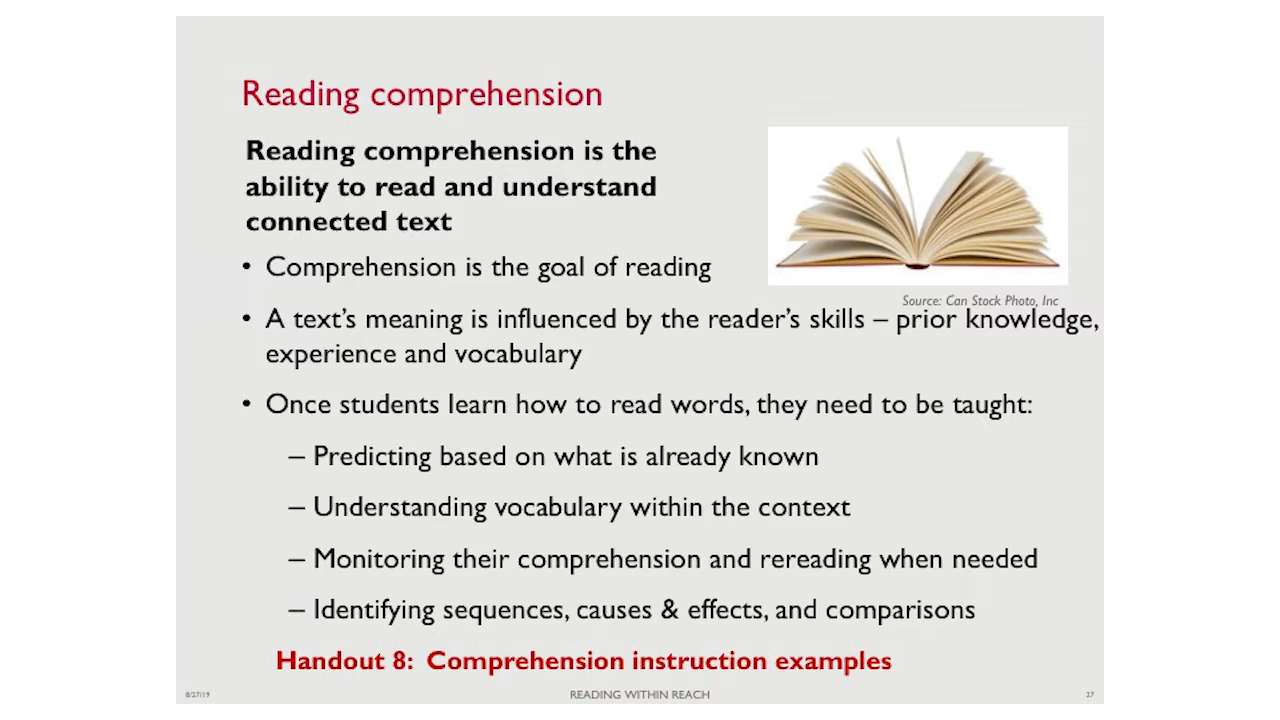 Reading comprehension
Reading comprehension is the
ability to read and understand
connected text
• Comprehension is the goal of reading
Source: Can Stock Photo, Inc
• A text’s meaning is influenced by the reader’s skills – prior knowledge,
experience and vocabulary
• Once students learn how to read words, they need to be taught:
– Predicting based on what is already known
– Understanding vocabulary within the context
– Monitoring their comprehension and rereading when needed
– Identifying sequences, causes & effects, and comparisons
Handout 8: Comprehension instruction examples
8/27/19
READING WITHIN REACH
27